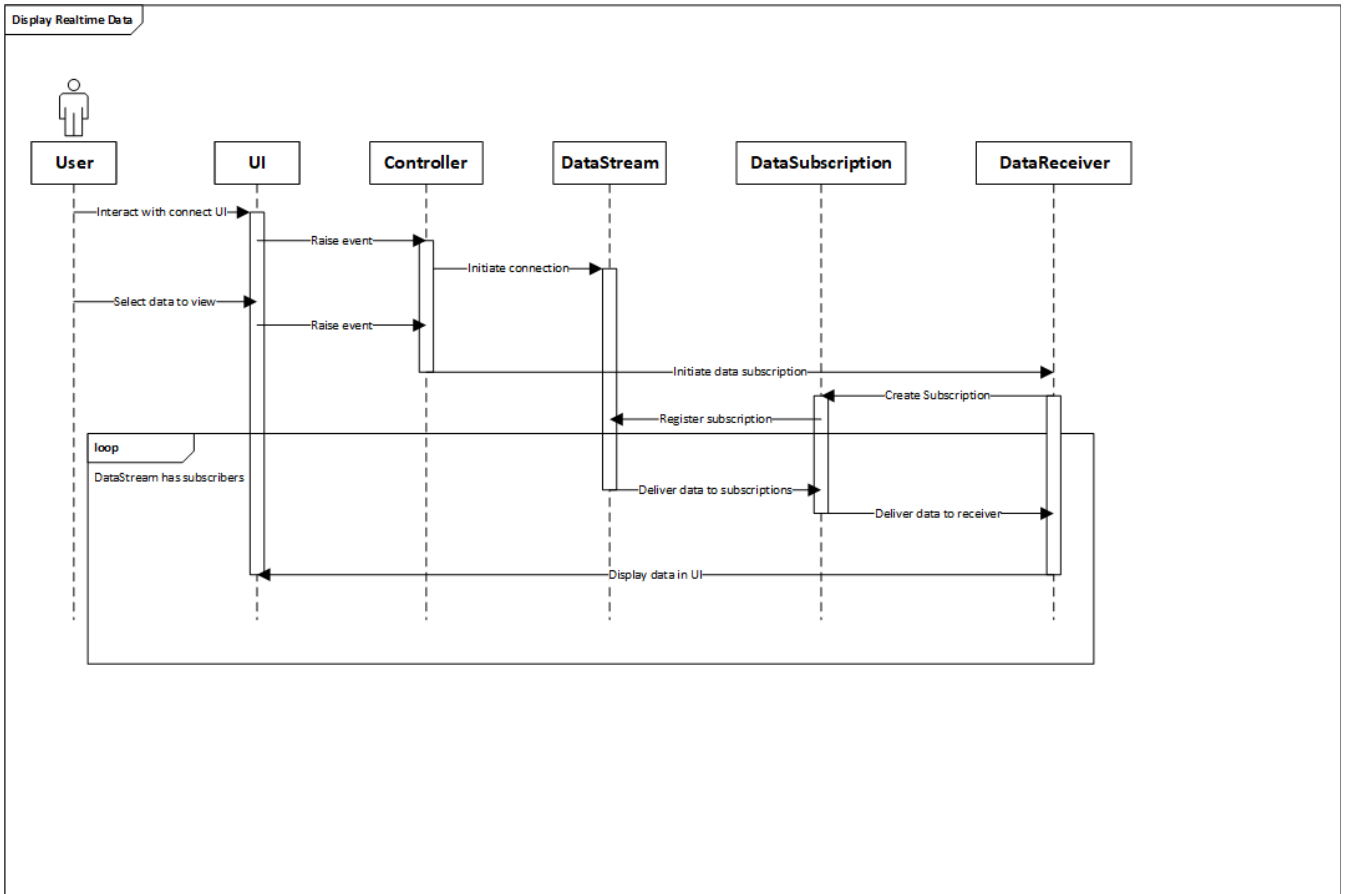 Display Realtime Data
User
UI
Controller
DataStream
DataSubscription
DataReceiver
Interact with connect UI
Raise event
Initiate connection
Select data to view
Raise event
Initiate data subscription
Create Subscription
Register subscription
loop
DataStream has subscribers
Deliver data to subscriptions
Deliver data to receiver
Display data in UI